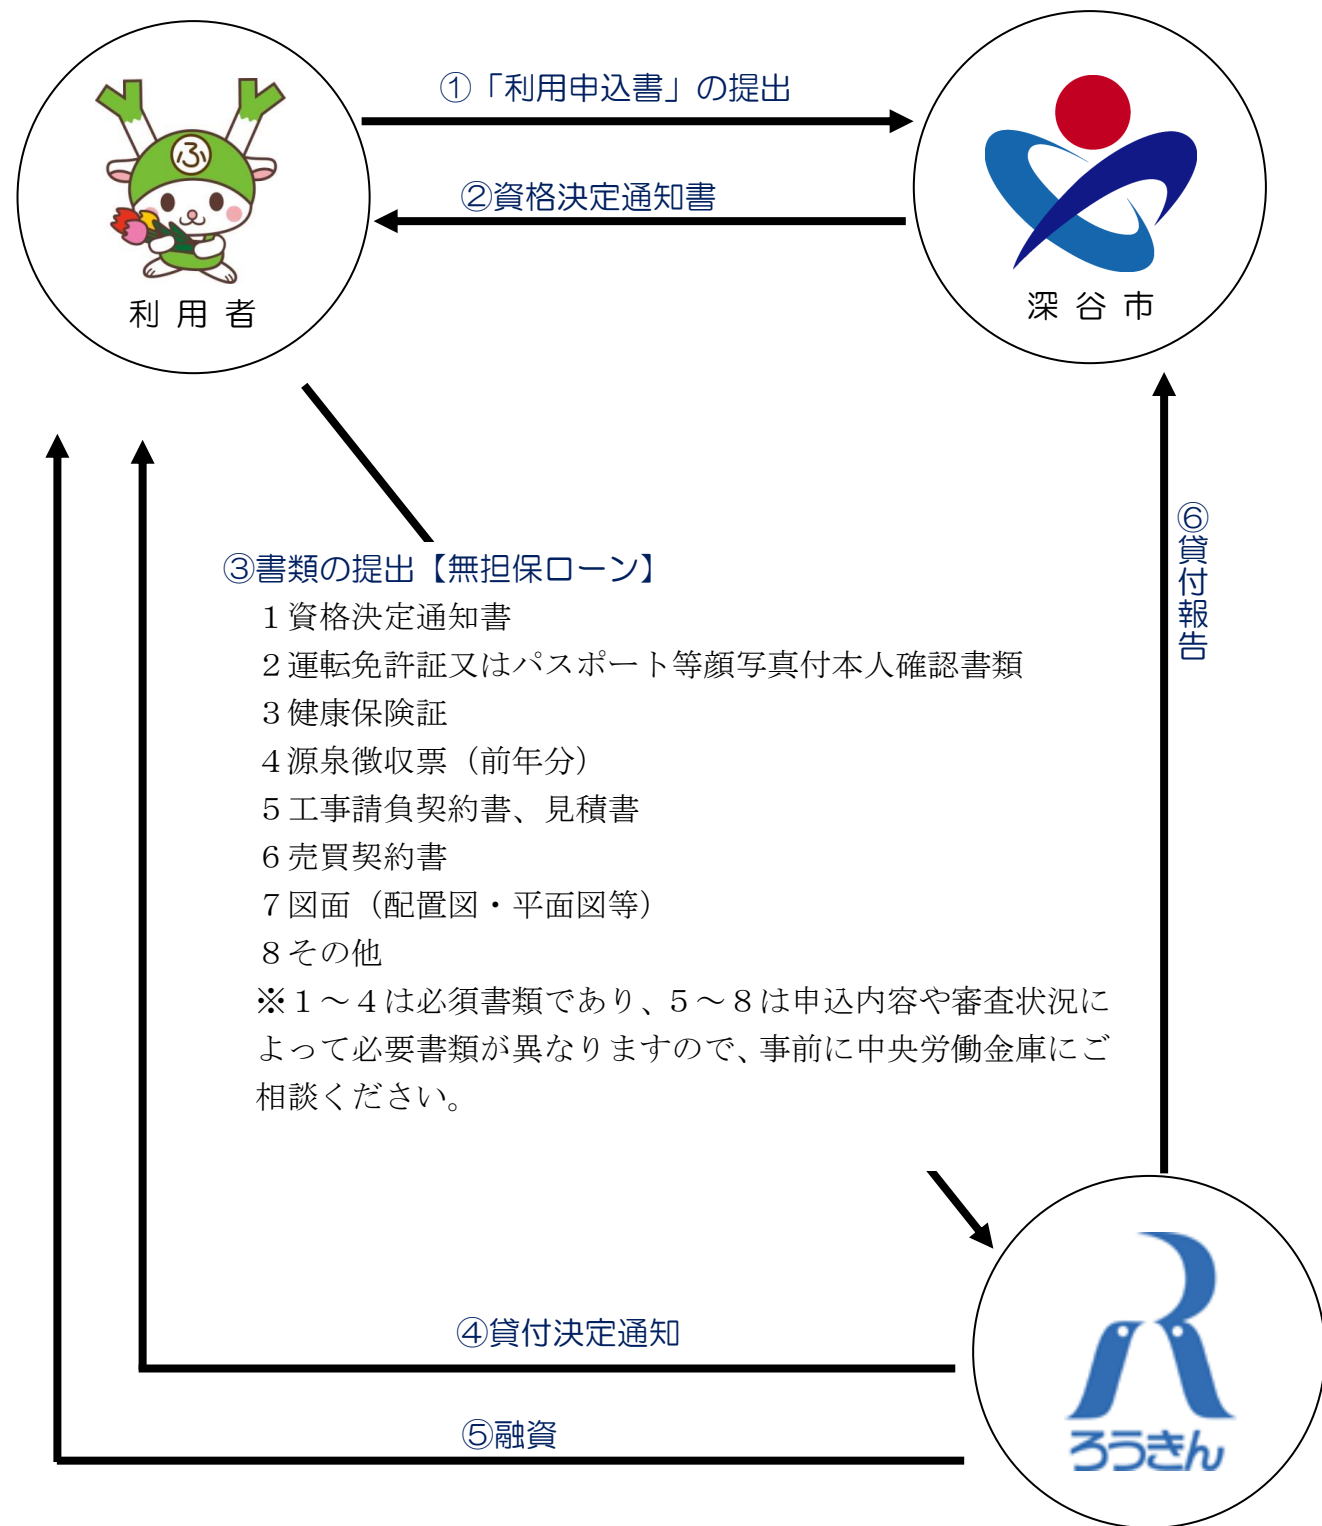 ①「利用申込書」の提出
②資格決定通知書
ふ
利用者
深谷市
③書類の提出【無担保ローン】
１資格決定通知書
２運転免許証又はパスポート等顔写真付本人確認書類
３健康保険証
４源泉徴収票（前年分）
５工事請負契約書、見積書
６売買契約書
７図面（配置図・平面図等）
８その他
※１～４は必須書類であり、５～８は申込内容や審査状況に
よって必要書類が異なりますので、事前に中央労働金庫にご
相談ください。
⑥貸付報告
④貸付決定通知
⑤融資
ろうきん